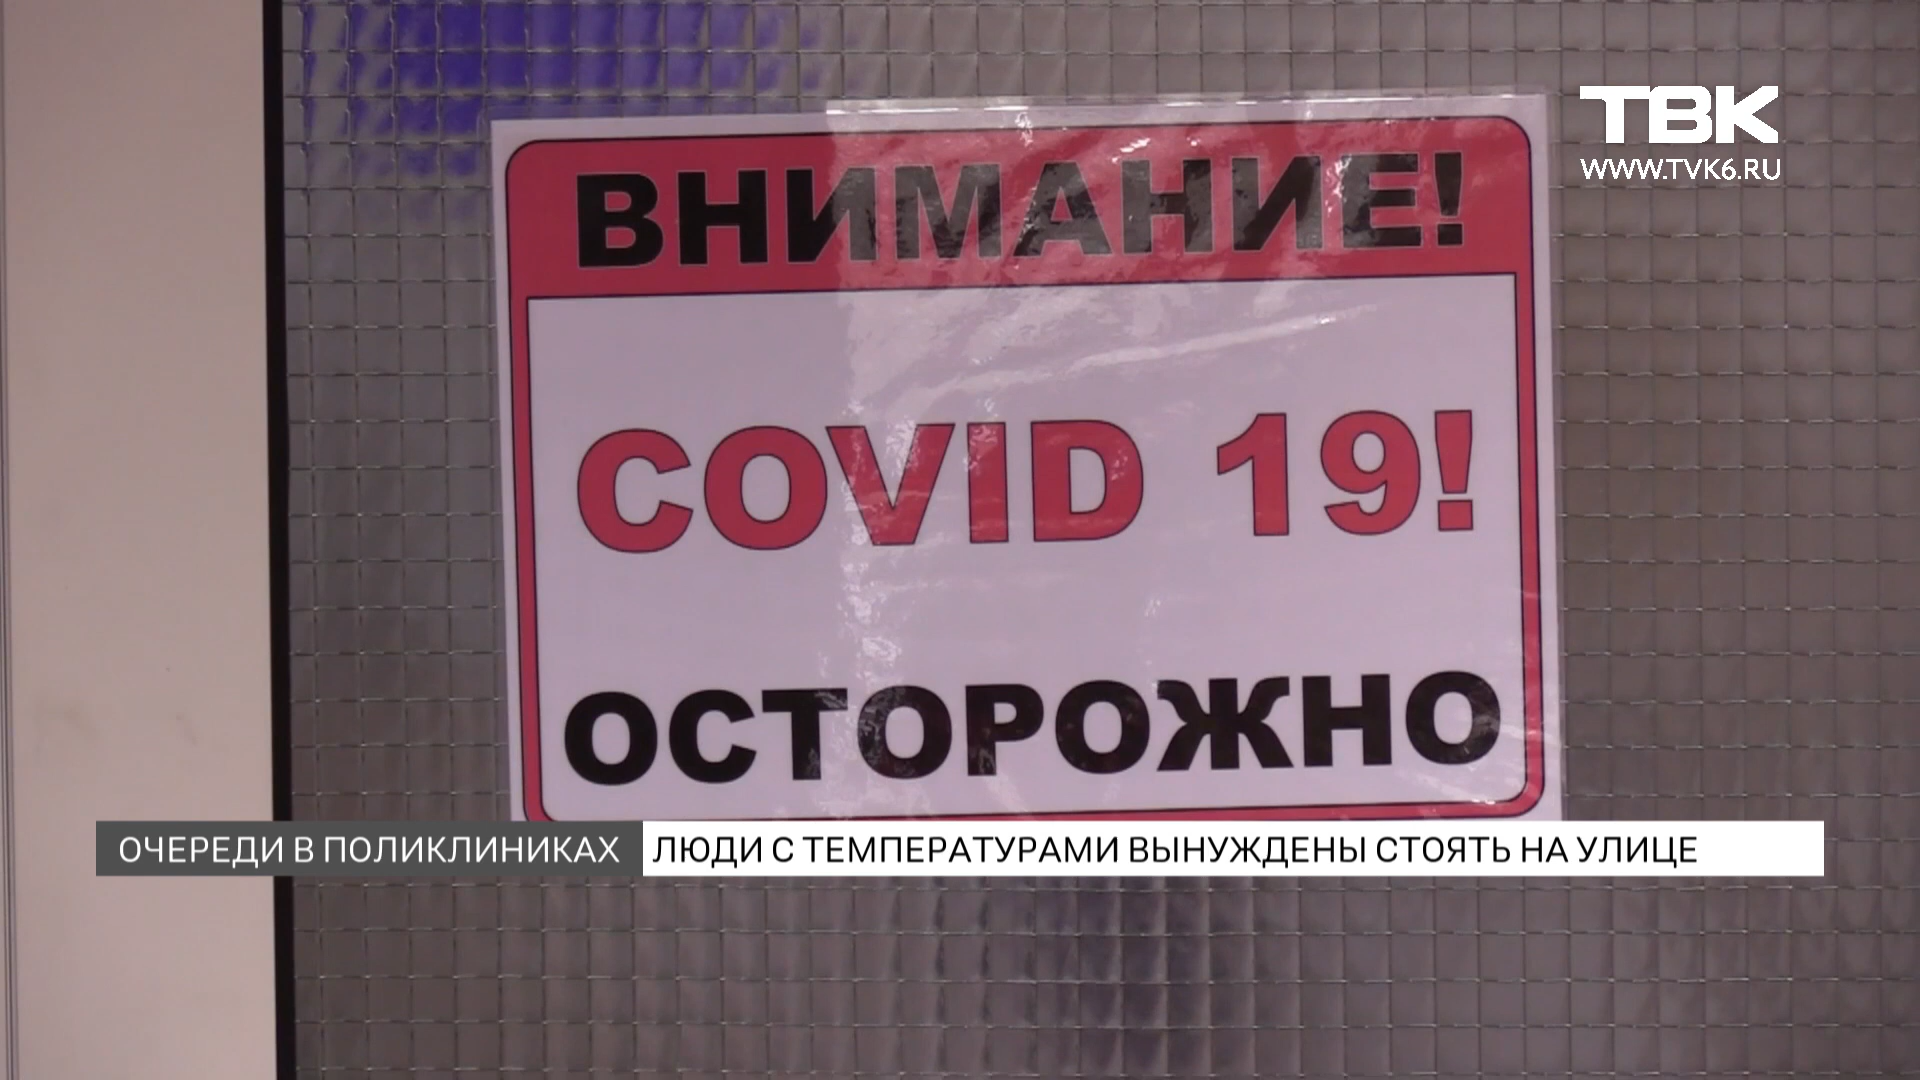 ТВК
WWW.TVK6.RU
ВНИМАНИЕ!
COVID 19!
ОСТОРОЖНО
ОЧЕРЕДИ В ПОЛИКЛИНИКАХ ЛЮДИ С ТЕМПЕРАТУРАМИ ВЫНУЖДЕНЫ СТОЯТЬ НА УЛИЦЕ